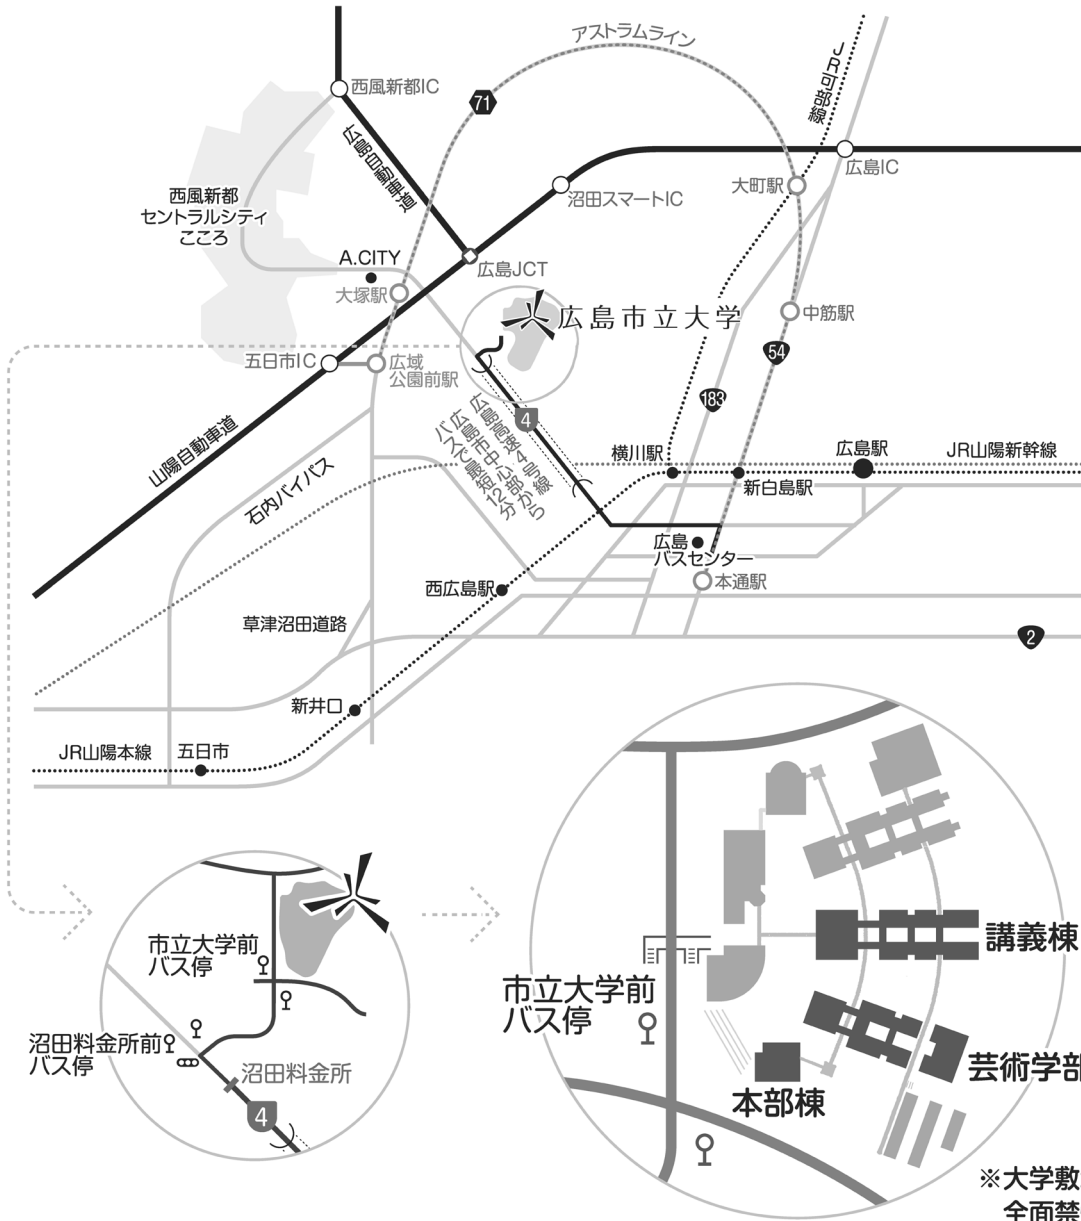 アストラムライン
JR可部線
西風新都IC
71
広島自動車道
広島IC
大町駅
沼田スマートIC
西風新都
セントラルシティ
こころ
A.CITY
広島JCT
大塚駅
広島市立大学
中筋駅
54
五日市IC
広域
公園前駅
183
4
広島高速4号線
広島市中心部から
バスで最短12分
山陽自動車道
石内バイパス
横川駅
広島駅
JR山陽新幹線
新白島駅
広島
バスセンター
本通駅
西広島駅
草津沼田道路
2
新井口
JR山陽本線
五日市
市立大学前
バス停
沼田料金所前
バス停
沼田料金所
4
講義棟
市立大学前
バス停
芸術学部
本部棟
※大学敷
全面禁